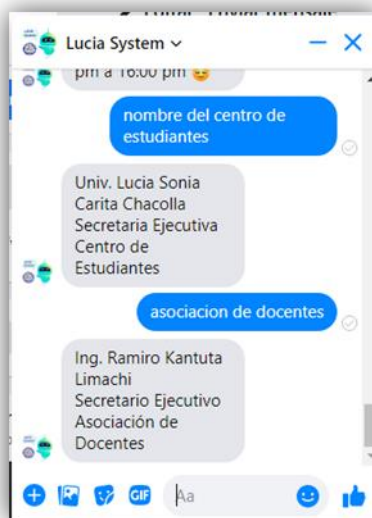 Lucia System
pm a 16:00 pm
nombre del centro de
estudiantes
Univ. Lucia Sonia
Carita Chacolla
Secretaria Ejecutiva
Centro de
Estudiantes
asociacion de docentes
Ing. Ramiro Kantuta
Limachi
Secretario Ejecutivo
Asociación de
Docentes
GIF
Aa